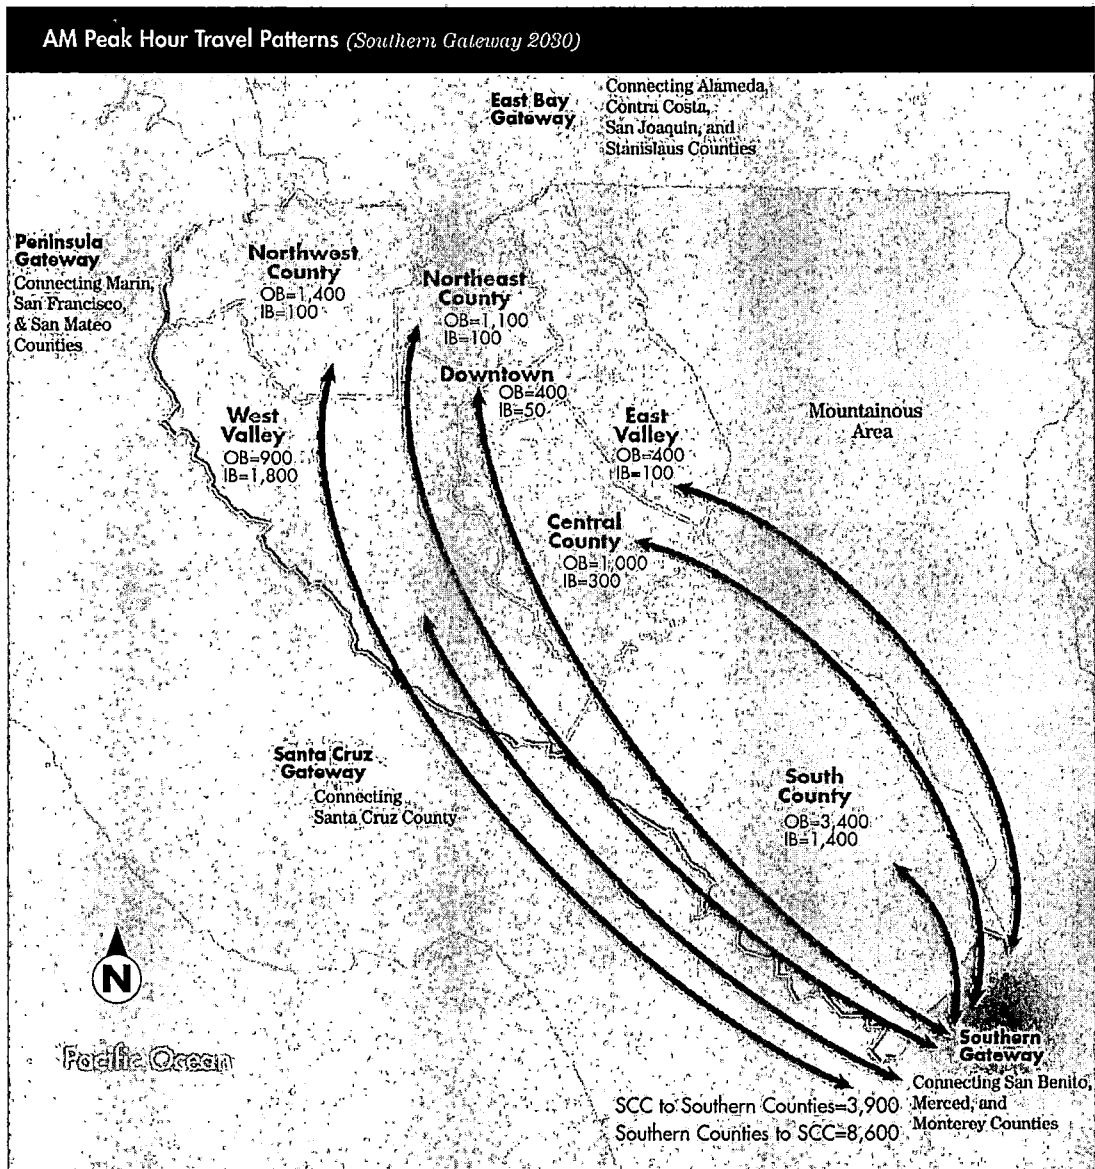 AM Peak Hour Travel Patterns (Southern Gateway 2030)
East Bay
Gateway
Connecting Alameda,
Contra Costa,
San Joaquin, and
Stanislaus Counties
Peninsula
Gateway
Connecting Marin,
San Francisco,
& San Mateo
Counties
Northwest
County
OB=1,400
IB=100
Northeast
County
OB=1,100
IB=100
Downtown
OB=400
IB=50
West
Valley
OB=900
IB=1,800
East
Valley
OB=400
IB=100
Mountainous
Area
Central
County
OB=1,000
IB=300
Santa Cruz
Gateway
Connecting
Santa Cruz County
South
County
OB=3,400
IB=1,400
N
Pacific Ocean
Southern
Gateway
Connecting San Benito,
Merced, and
Monterey Counties
SCC to Southern Counties=3,900
Southern Counties to SCC=8,600